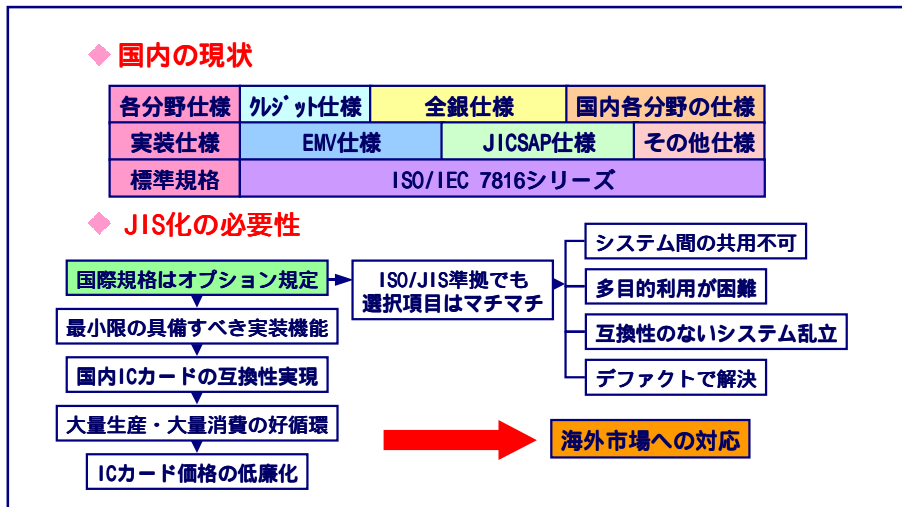 国内の現状
各分野仕様 ｸﾚｼﾞｯﾄ仕様 全銀仕様 国内各分野の仕様
実装仕様 EMV仕様 JICSAP仕様 その他仕様
標準規格 ISO/IEC 7816シリーズ
JIS化の必要性
国際規格はオプション規定
最小限の具備すべき実装機能
国内ICカードの互換性実現
大量生産・大量消費の好循環
ICカード価格の低廉化
ISO/JIS準拠でも
選択項目はマチマチ
システム間の共用不可
多目的利用が困難
互換性のないシステム乱立
デファクトで解決
海外市場への対応